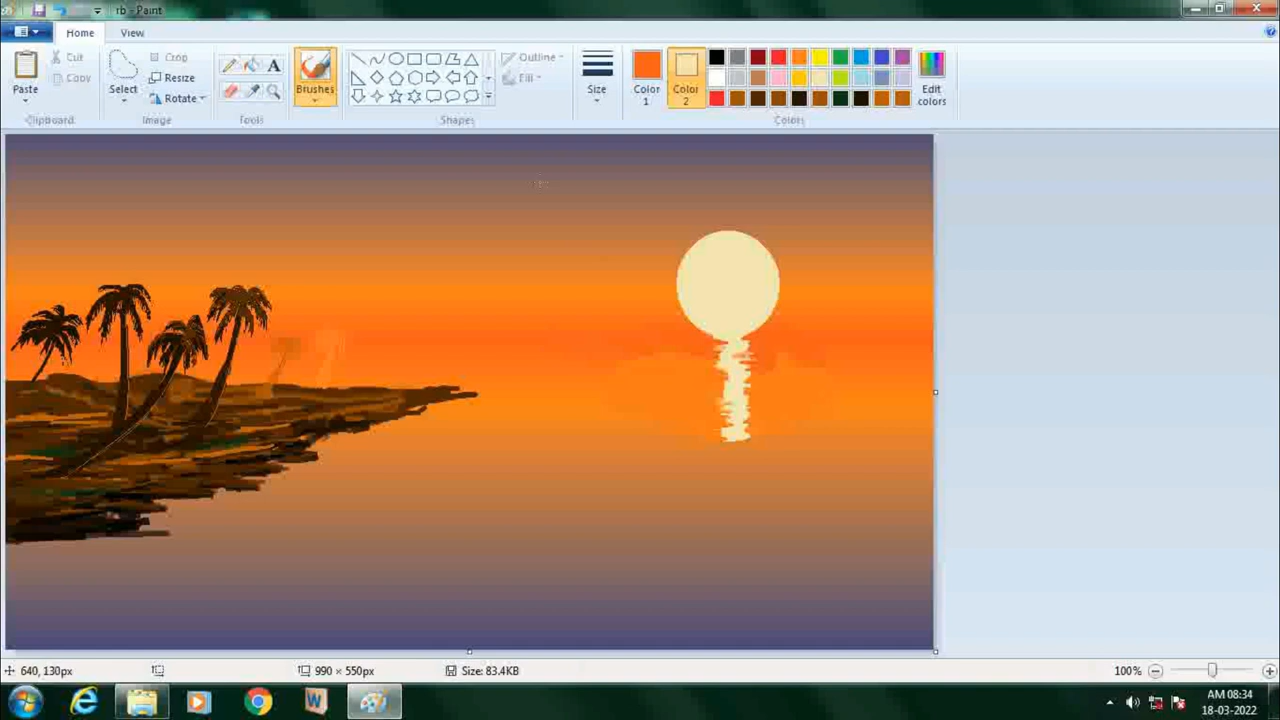 rb - Paint
Home View
Paste Cut Copy Clipboard
Select Crop Resize Rotate Image
Tools
Brushes
Outline Fill Shapes
Size
Color 1 Color 2 Edit colors Colors
640, 130px 990 × 550px Size: 83.4KB 100%
AM 08:34
18-03-2022